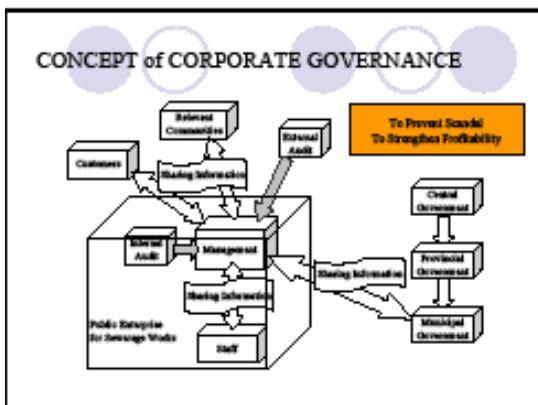 CONCEPT of CORPORATE GOVERNANCE
Relevant
Communities
External
Audit
To Prevent Scandal
To Strengthen Profitability
Customers
Sharing Information
Central
Government
Internal
Audit
Management
Provincial
Government
Sharing Information
Sharing Information
Municipal
Government
Public Enterprise
for Sewerage Works
Staff